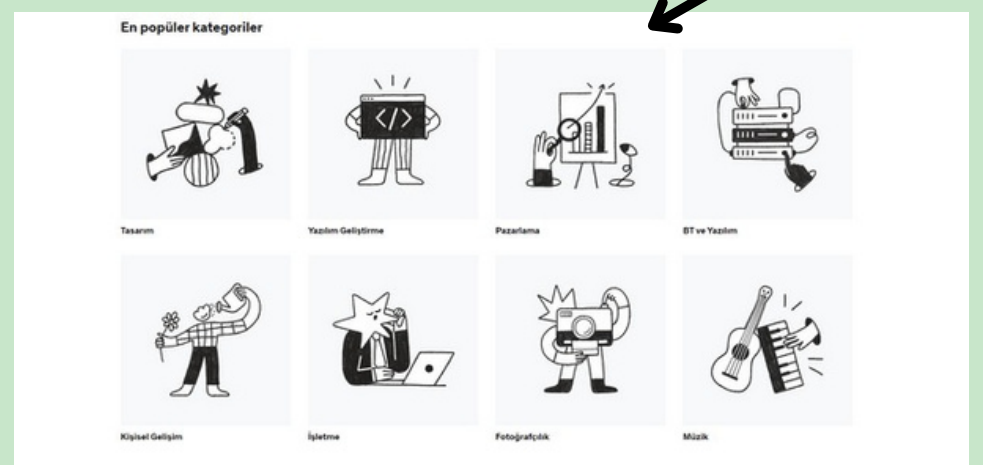 En popüler kategoriler
Tasarım
Yazılım Geliştirme
Pazarlama
BT ve Yazılım
Kişisel Gelişim
İşletme
Fotoğrafçılık
Müzik